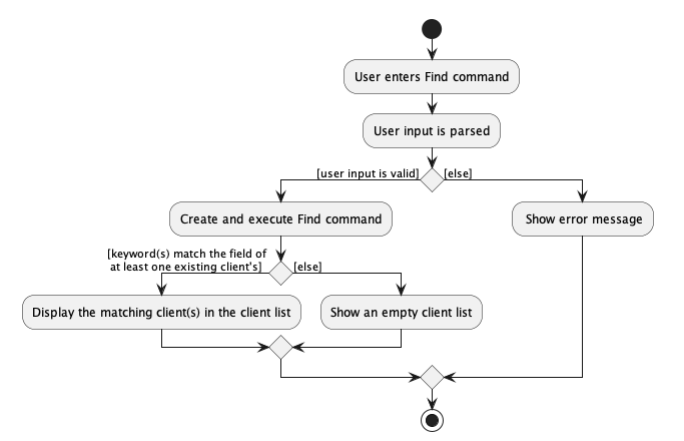 User enters Find command
User input is parsed
[user input is valid]
[else]
Create and execute Find command
Show error message
[keyword(s) match the field of
at least one existing client's]
[else]
Display the matching client(s) in the client list
Show an empty client list